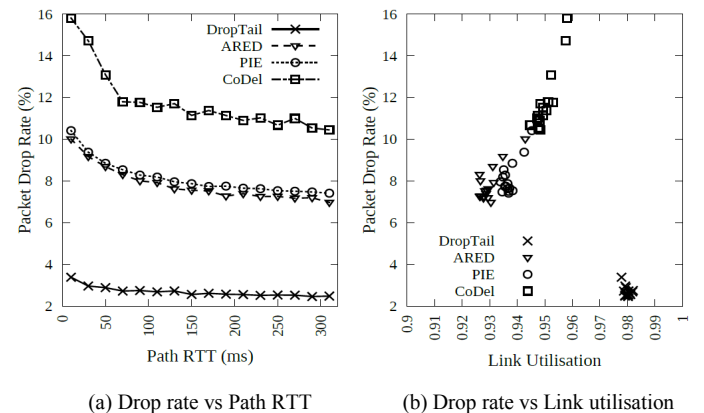 16
14
12
10
8
6
4
2
0
50
100
150
200
250
300
Packet Drop Rate (%)
Path RTT (ms)
DropTail
ARED
PIE
CoDel
(a) Drop rate vs Path RTT
16
14
12
10
8
6
4
2
0.9
0.91
0.92
0.93
0.94
0.95
0.96
0.97
0.98
0.99
1
Packet Drop Rate (%)
Link Utilisation
DropTail
ARED
PIE
CoDel
(b) Drop rate vs Link utilisation